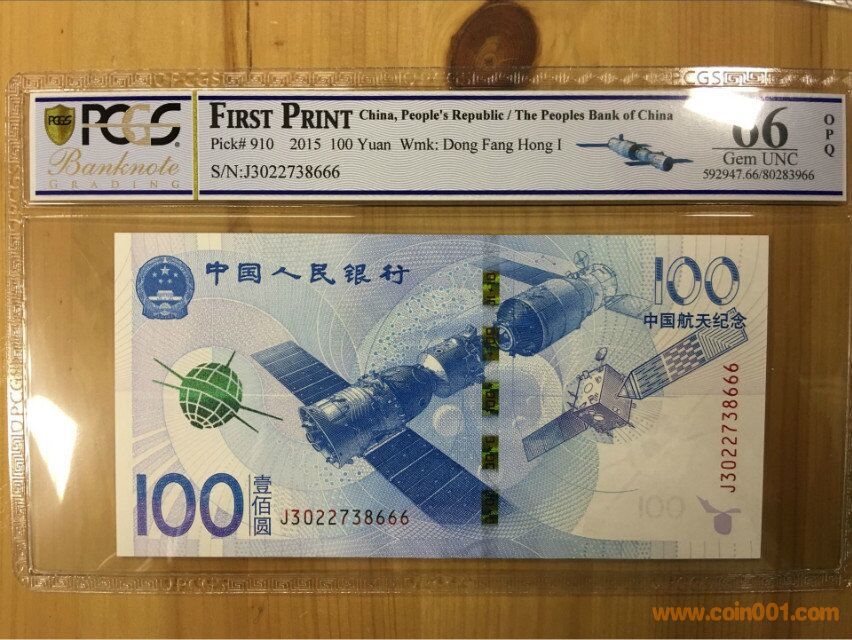 PCGS
PCGS
Banknote
GRADING
FIRST PRINT China, People's Republic / The Peoples Bank of China
Pick# 910 2015 100 Yuan Wmk: Dong Fang Hong I
S/N:J3022738666
66
Gem UNC
592947.66/80283966
OPQ
中国人民银行
100
中国航天纪念
J3022738666
100
壹佰圆
J3022738666
100
www.coin001.com